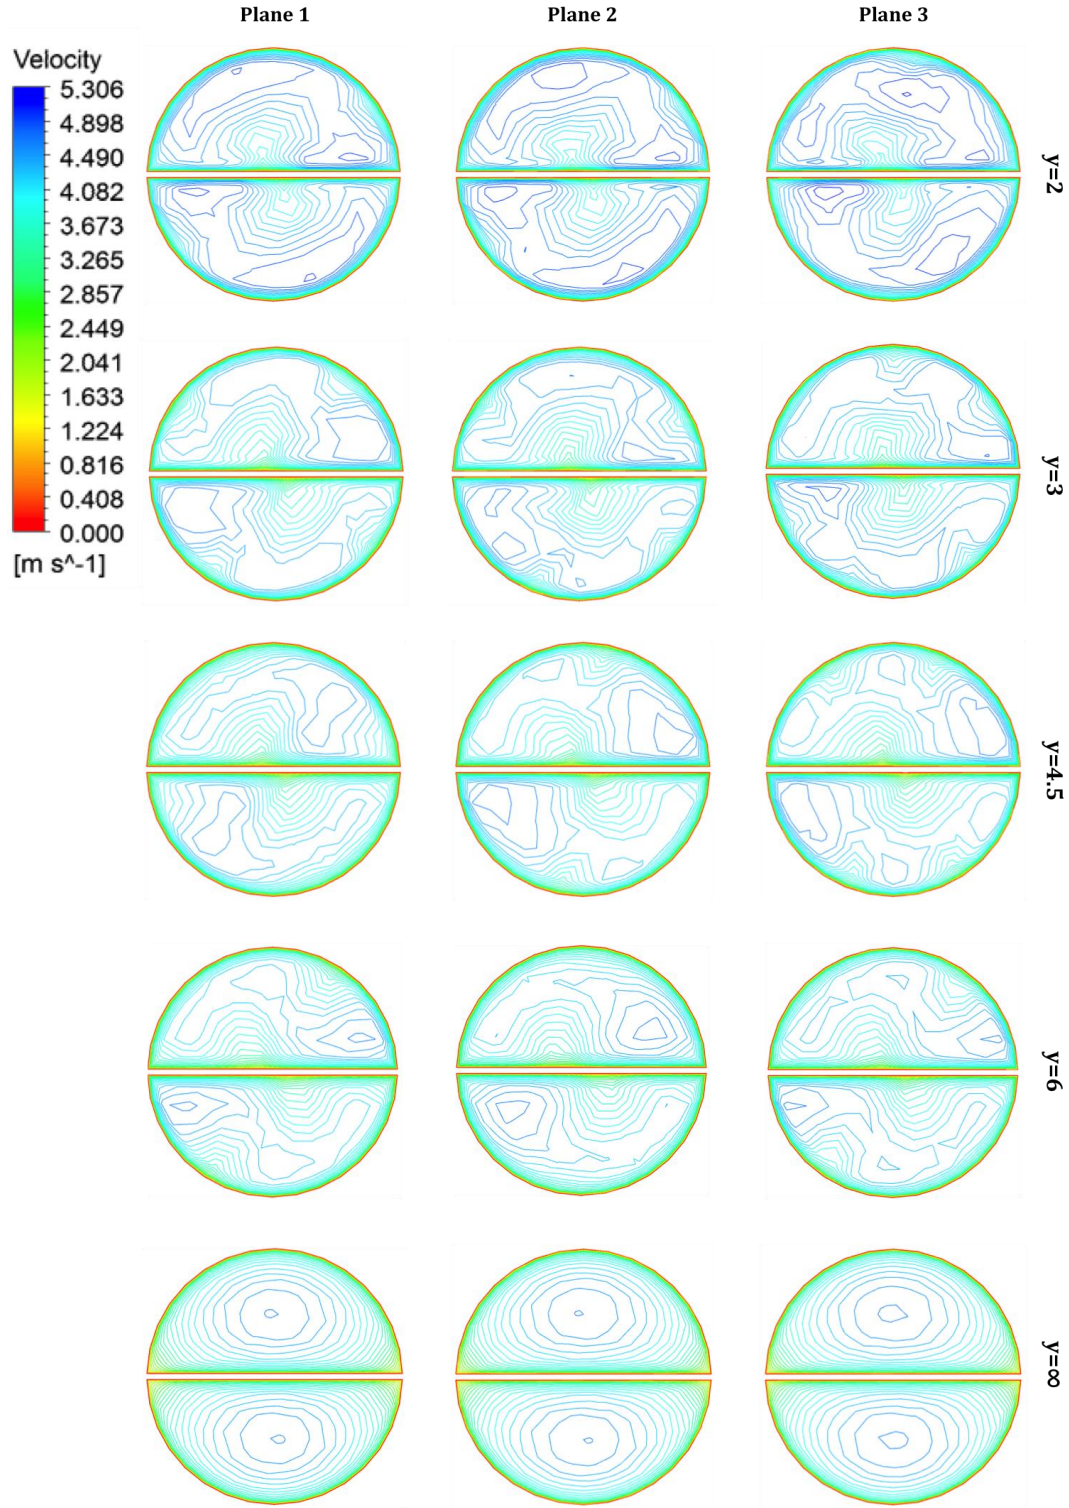 Plane 1
Plane 2
Plane 3
Velocity
5.306
4.898
4.490
4.082
3.673
3.265
2.857
2.449
2.041
1.633
1.224
0.816
0.408
0.000
[m s^-1]
y=2
y=3
y=4.5
y=6
y=∞